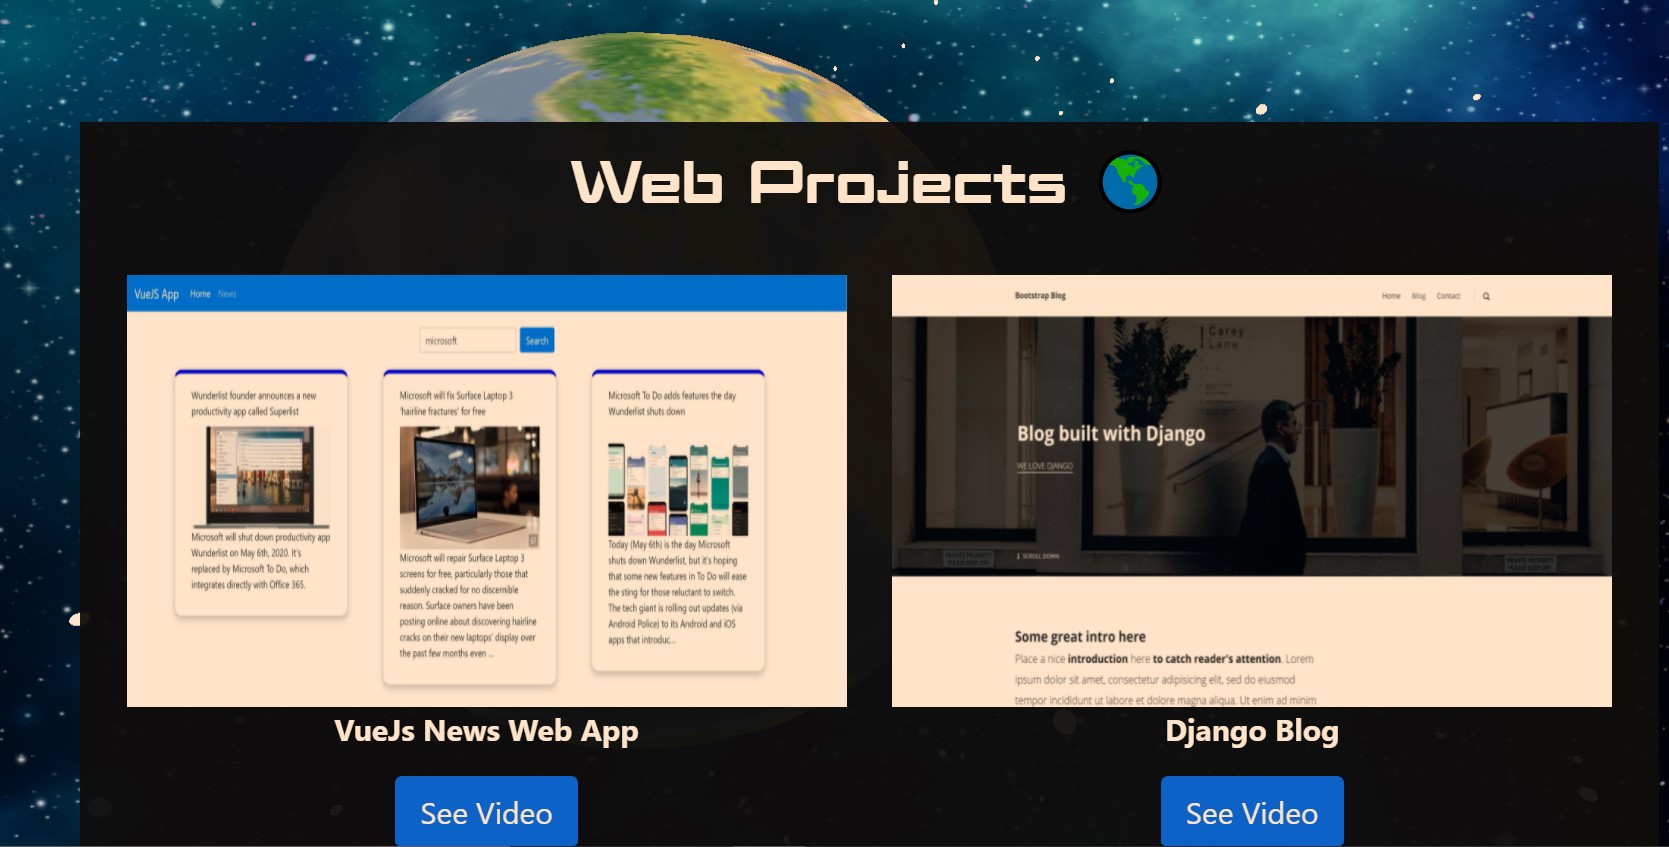 Web Projects
VueJS App Home News
microsoft Search
Wunderlist founder announces a new
productivity app called Superlist
Microsoft will shut down productivity app
Wunderlist on May 6th, 2020. It's
replaced by Microsoft To Do, which
integrates directly with Office 365.
Microsoft will fix Surface Laptop 3
'hairline fractures' for free
Microsoft will repair Surface Laptop 3
screens for free, particularly those that
suddenly cracked for no discernible
reason. Surface owners have been
posting online about discovering hairline
cracks on their new laptops' display over
the past few months even ...
Microsoft To Do adds features the day
Wunderlist shuts down
Today (May 6th) is the day Microsoft
shuts down Wunderlist, but it's hoping
that some new features in To Do will ease
the sting for those reluctant to switch.
The tech giant is rolling out updates (via
Android Police) to its Android and iOS
apps that introduc...
VueJs News Web App
See Video
Bootstrap Blog Home Blog Contact
Carey
Lane
Blog built with Django
WE LOVE DJANGO
SCROLL DOWN
PRIVATE PROPERTY
PLEASE KEEP OFF
PRIVATE PROPERTY
PLEASE KEEP OFF
Some great intro here
Place a nice introduction here to catch reader's attention. Lorem
ipsum dolor sit amet, consectetur adipisicing elit, sed do eiusmod
tempor incididunt ut labore et dolore magna aliqua. Ut enim ad minim
Django Blog
See Video